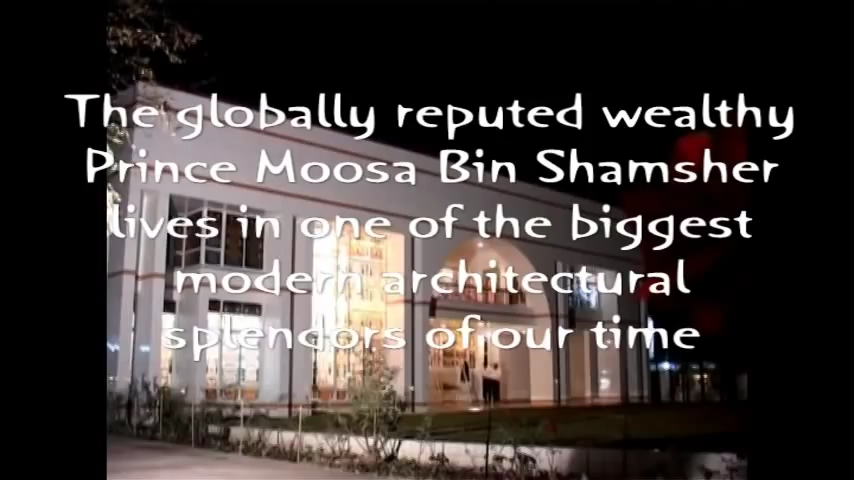 The globally reputed wealthy
Prince Moosa Bin Shamsher
lives in one of the biggest
modern architectural
splendors of our time